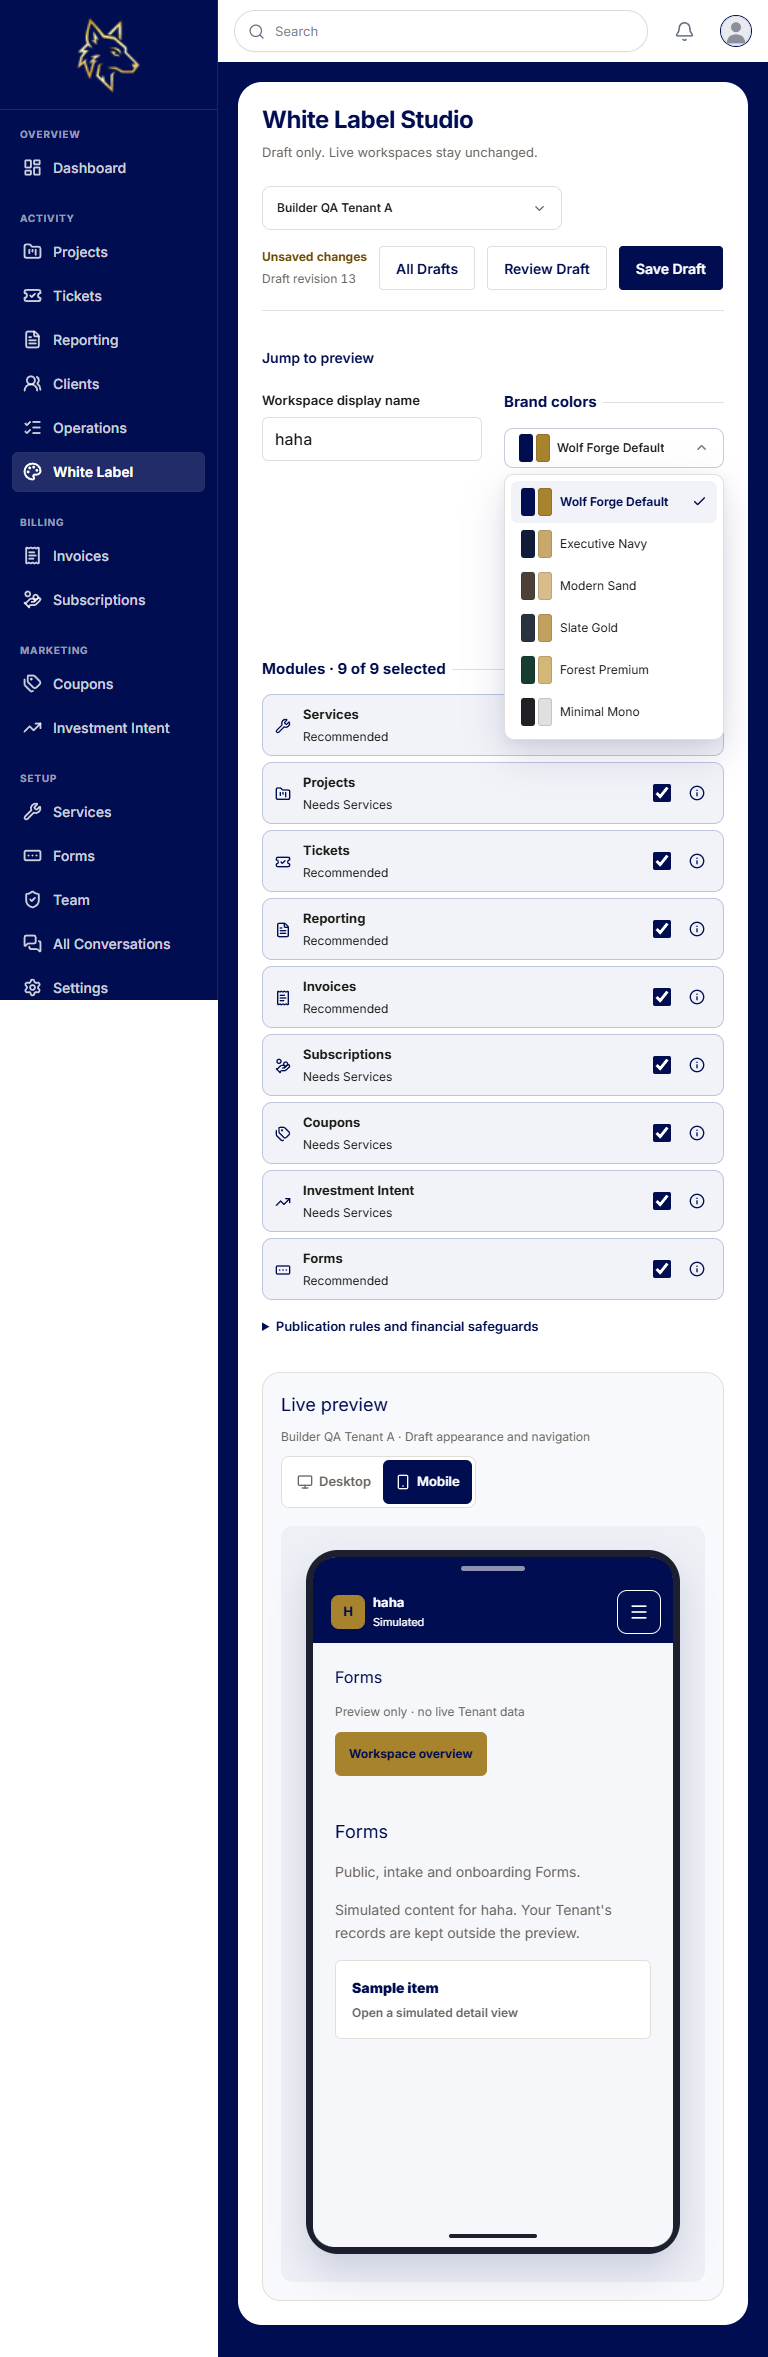 Search
OVERVIEW
Dashboard
ACTIVITY
Projects
Tickets
Reporting
Clients
Operations
White Label
BILLING
Invoices
Subscriptions
MARKETING
Coupons
Investment Intent
SETUP
Services
Forms
Team
All Conversations
Settings
White Label Studio
Draft only. Live workspaces stay unchanged.
Builder QA Tenant A
Unsaved changes
Draft revision 13
All Drafts
Review Draft
Save Draft
Jump to preview
Workspace display name
haha
Brand colors
Wolf Forge Default
Wolf Forge Default
Executive Navy
Modern Sand
Slate Gold
Forest Premium
Minimal Mono
Modules · 9 of 9 selected
Services
Recommended
Projects
Needs Services
Tickets
Recommended
Reporting
Recommended
Invoices
Recommended
Subscriptions
Needs Services
Coupons
Needs Services
Investment Intent
Needs Services
Forms
Recommended
Publication rules and financial safeguards
Live preview
Builder QA Tenant A · Draft appearance and navigation
Desktop
Mobile
H
haha
Simulated
Forms
Preview only · no live Tenant data
Workspace overview
Forms
Public, intake and onboarding Forms.
Simulated content for haha. Your Tenant's
records are kept outside the preview.
Sample item
Open a simulated detail view